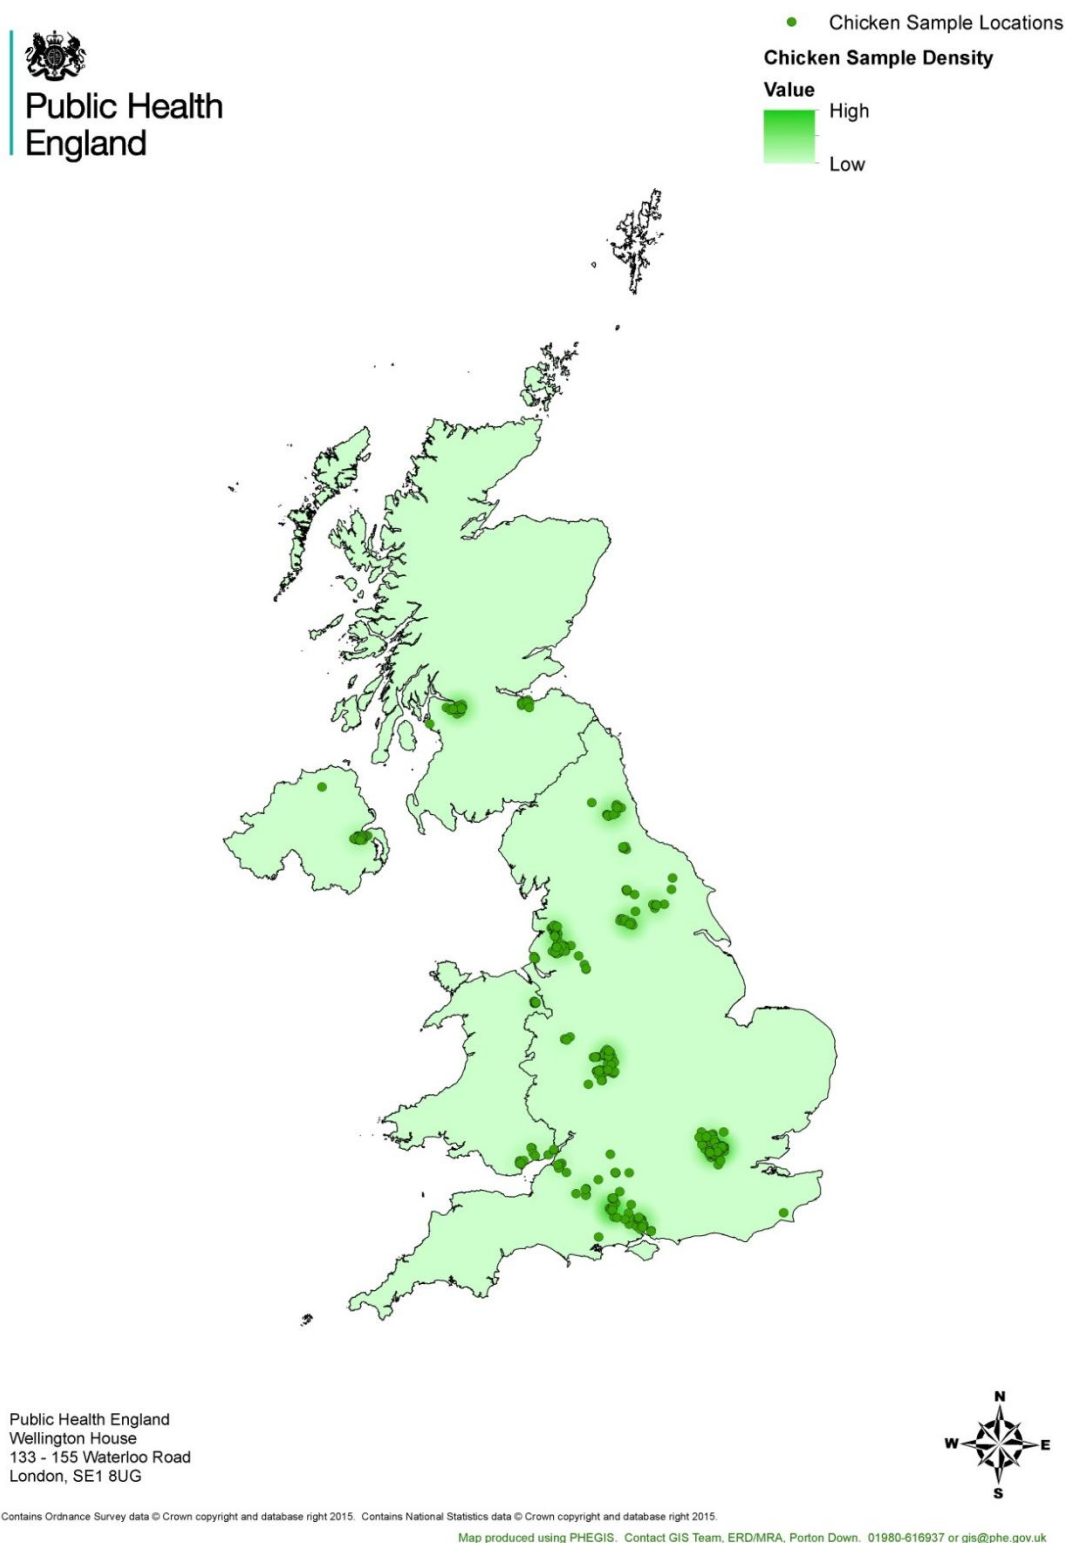 Public Health
England
Chicken Sample Locations
Chicken Sample Density
Value
High
Low
Public Health England
Wellington House
133 - 155 Waterloo Road
London, SE1 8UG
N
W
E
S
Contains Ordnance Survey data © Crown copyright and database right 2015.  Contains National Statistics data © Crown copyright and database right 2015.
Map produced using PHEGIS.  Contact GIS Team, ERD/MRA, Porton Down.  01980-616937 or gis@phe.gov.uk